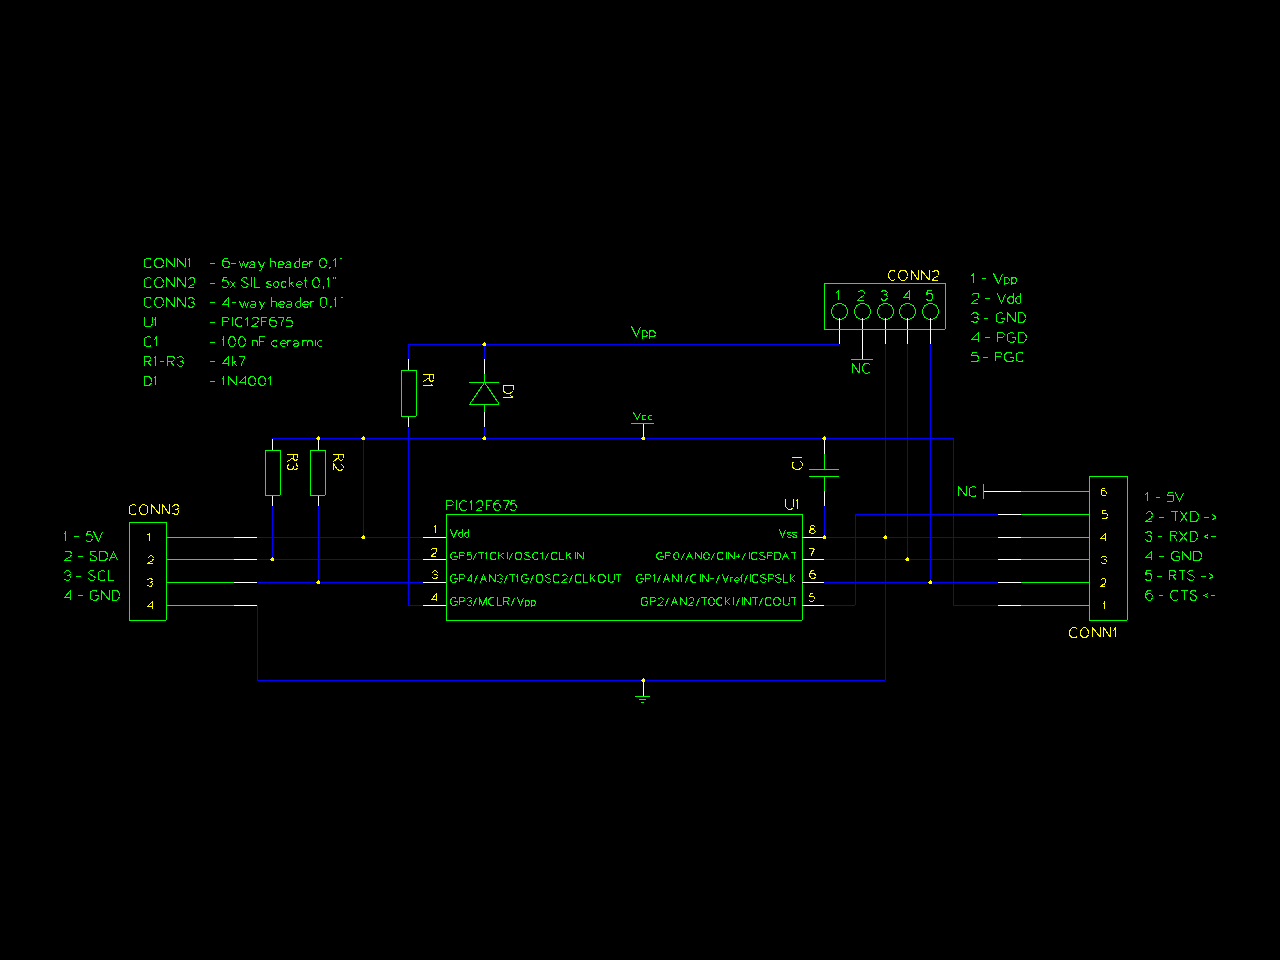 CONN1 - 6-way header 0,1"
CONN2 - 5x SIL socket 0,1"
CONN3 - 4-way header 0,1"
U1 - PIC12F675
C1 - 100 nF ceramic
R1-R3 - 4k7
D1 - 1N4001
CONN2
1 2 3 4 5
NC
1 - Vpp
2 - Vdd
3 - GND
4 - PGD
5 - PGC
Vpp
R1
D1
Vcc
R3
R2
C1
CONN3
1
2
3
4
1 - 5V
2 - SDA
3 - SCL
4 - GND
PIC12F675 U1
1 Vdd Vss 8
2 GP5/T1CKI/OSC1/CLKIN GP0/AN0/CIN+/ICSPDAT 7
3 GP4/AN3/T1G/OSC2/CLKOUT GP1/AN1/CIN-/Vref/ICSPSLK 6
4 GP3/MCLR/Vpp GP2/AN2/TOCKI/INT/COUT 5
NC
6
5
4
3
2
1
CONN1
1 - 5V
2 - TXD ->
3 - RXD <-
4 - GND
5 - RTS ->
6 - CTS <-